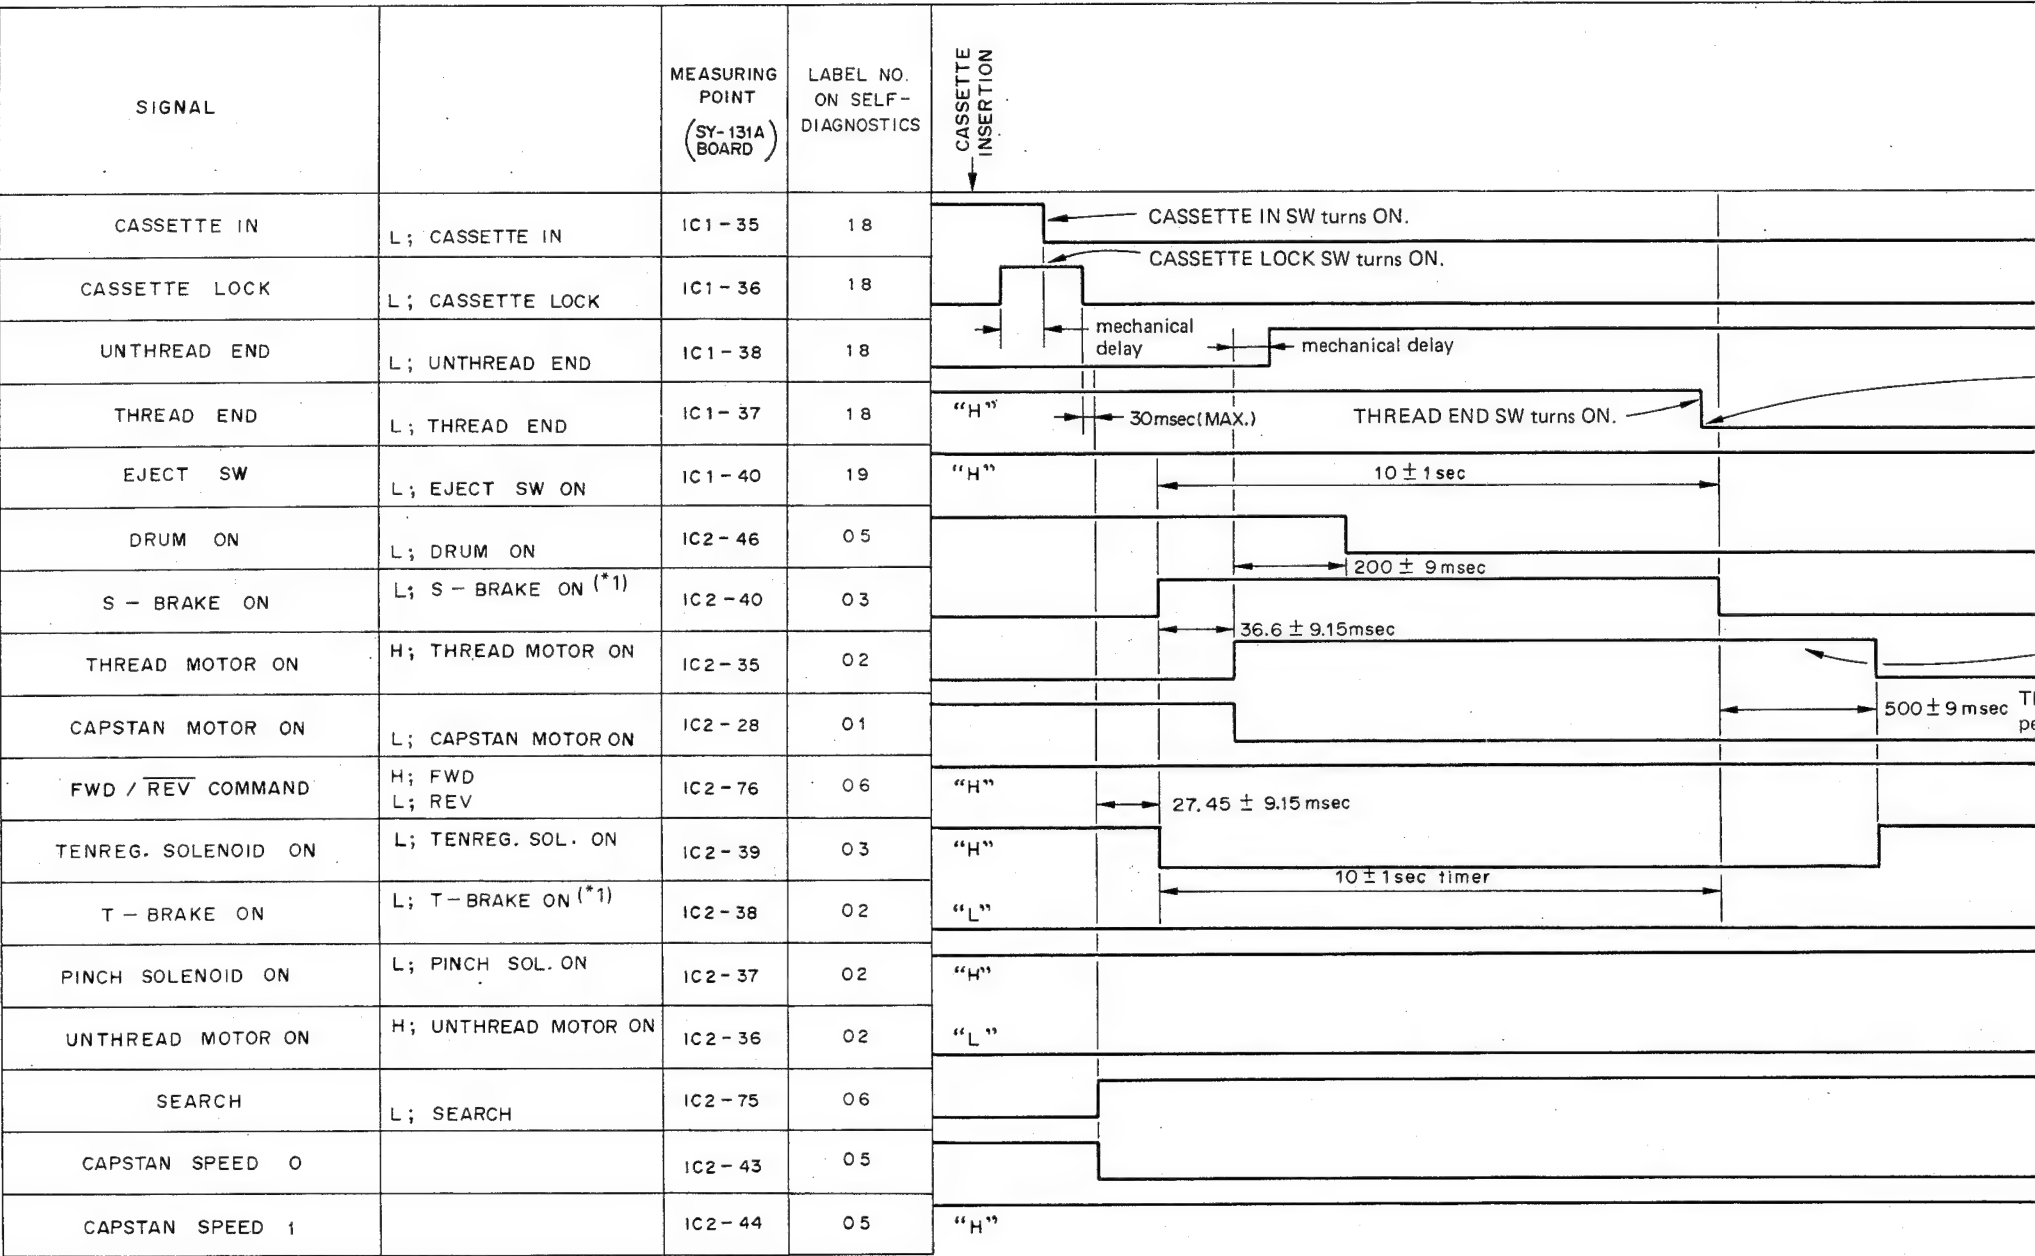 SIGNAL
MEASURING
POINT
(SY-131A
BOARD)
LABEL NO.
ON SELF-
DIAGNOSTICS
CASSETTE
INSERTION
CASSETTE IN
L; CASSETTE IN
IC1-35
18
CASSETTE IN SW turns ON.
CASSETTE LOCK SW turns ON.
CASSETTE LOCK
L; CASSETTE LOCK
IC1-36
18
mechanical
delay
mechanical delay
UNTHREAD END
L; UNTHREAD END
IC1-38
18
THREAD END
L; THREAD END
IC1-37
18
"H"
30msec(MAX.)
THREAD END SW turns ON.
EJECT SW
L; EJECT SW ON
IC1-40
19
"H"
10 ± 1 sec
DRUM ON
L; DRUM ON
IC2-46
05
200 ± 9 msec
S - BRAKE ON
L; S - BRAKE ON (*1)
IC2-40
03
36.6 ± 9.15msec
THREAD MOTOR ON
H; THREAD MOTOR ON
IC2-35
02
CAPSTAN MOTOR ON
L; CAPSTAN MOTOR ON
IC2-28
01
500 ± 9 msec
FWD / REV COMMAND
H; FWD
L; REV
IC2-76
06
"H"
27.45 ± 9.15 msec
TENREG. SOLENOID ON
L; TENREG. SOL. ON
IC2-39
03
"H"
10 ± 1sec timer
T - BRAKE ON
L; T - BRAKE ON (*1)
IC2-38
02
"L"
PINCH SOLENOID ON
L; PINCH SOL. ON
IC2-37
02
"H"
UNTHREAD MOTOR ON
H; UNTHREAD MOTOR ON
IC2-36
02
"L"
SEARCH
L; SEARCH
IC2-75
06
CAPSTAN SPEED 0
IC2-43
05
CAPSTAN SPEED 1
IC2-44
05
"H"